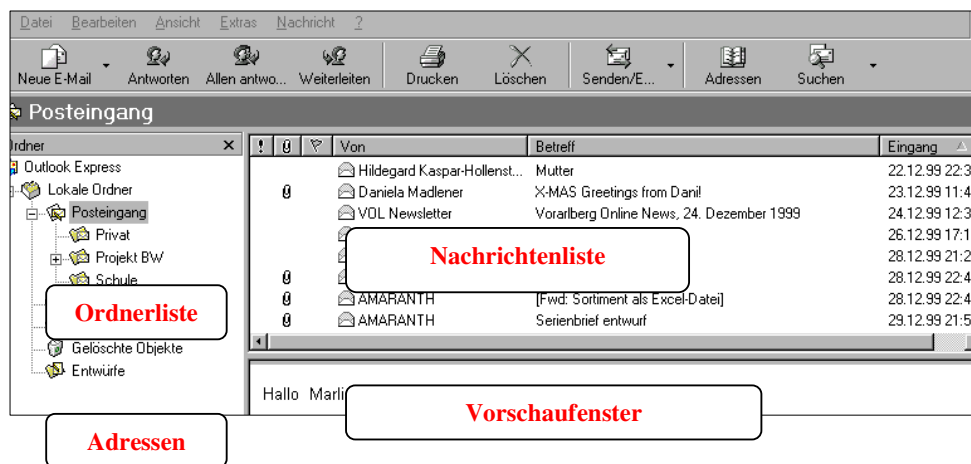 Datei Bearbeiten Ansicht Extras Nachricht ?
Neue E-Mail Antworten Allen antwo... Weiterleiten Drucken Löschen Senden/E... Adressen Suchen
Posteingang
Ordner
! Von Betreff Eingang
Outlook Express
Lokale Ordner
Posteingang
Privat
Projekt BW
Schule
Ordnerliste
Gelöschte Objekte
Entwürfe
Adressen
Hildegard Kaspar-Hollenst... Mutter 22.12.99 22:3
Daniela Madlener X-MAS Greetings from Dani! 23.12.99 11:4
VOL Newsletter Vorarlberg Online News, 24. Dezember 1999 24.12.99 12:3
26.12.99 17:1
Nachrichtenliste 28.12.99 21:2
28.12.99 22:4
AMARANTH [Fwd: Sortiment als Excel-Datei] 28.12.99 22:4
AMARANTH Serienbrief entwurf 29.12.99 21:5
Hallo Marli
Vorschaufenster